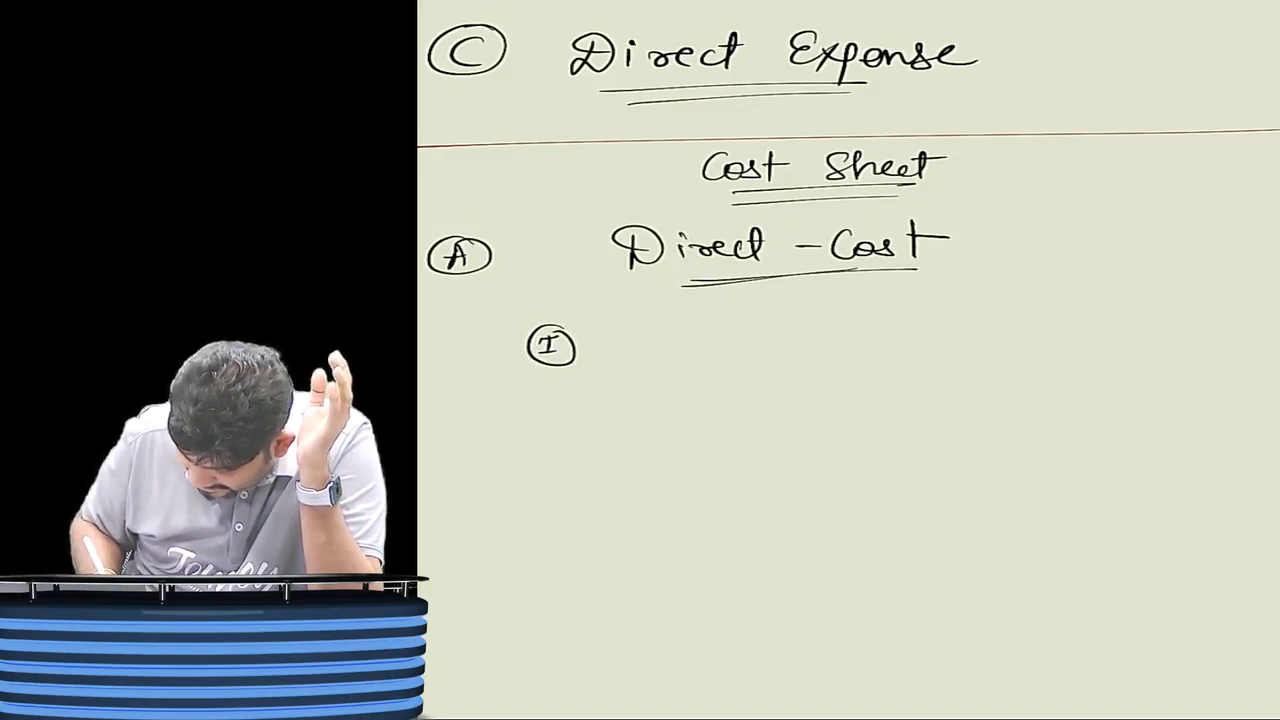 C Direct Expense
Cost Sheet
A Direct - Cost
I